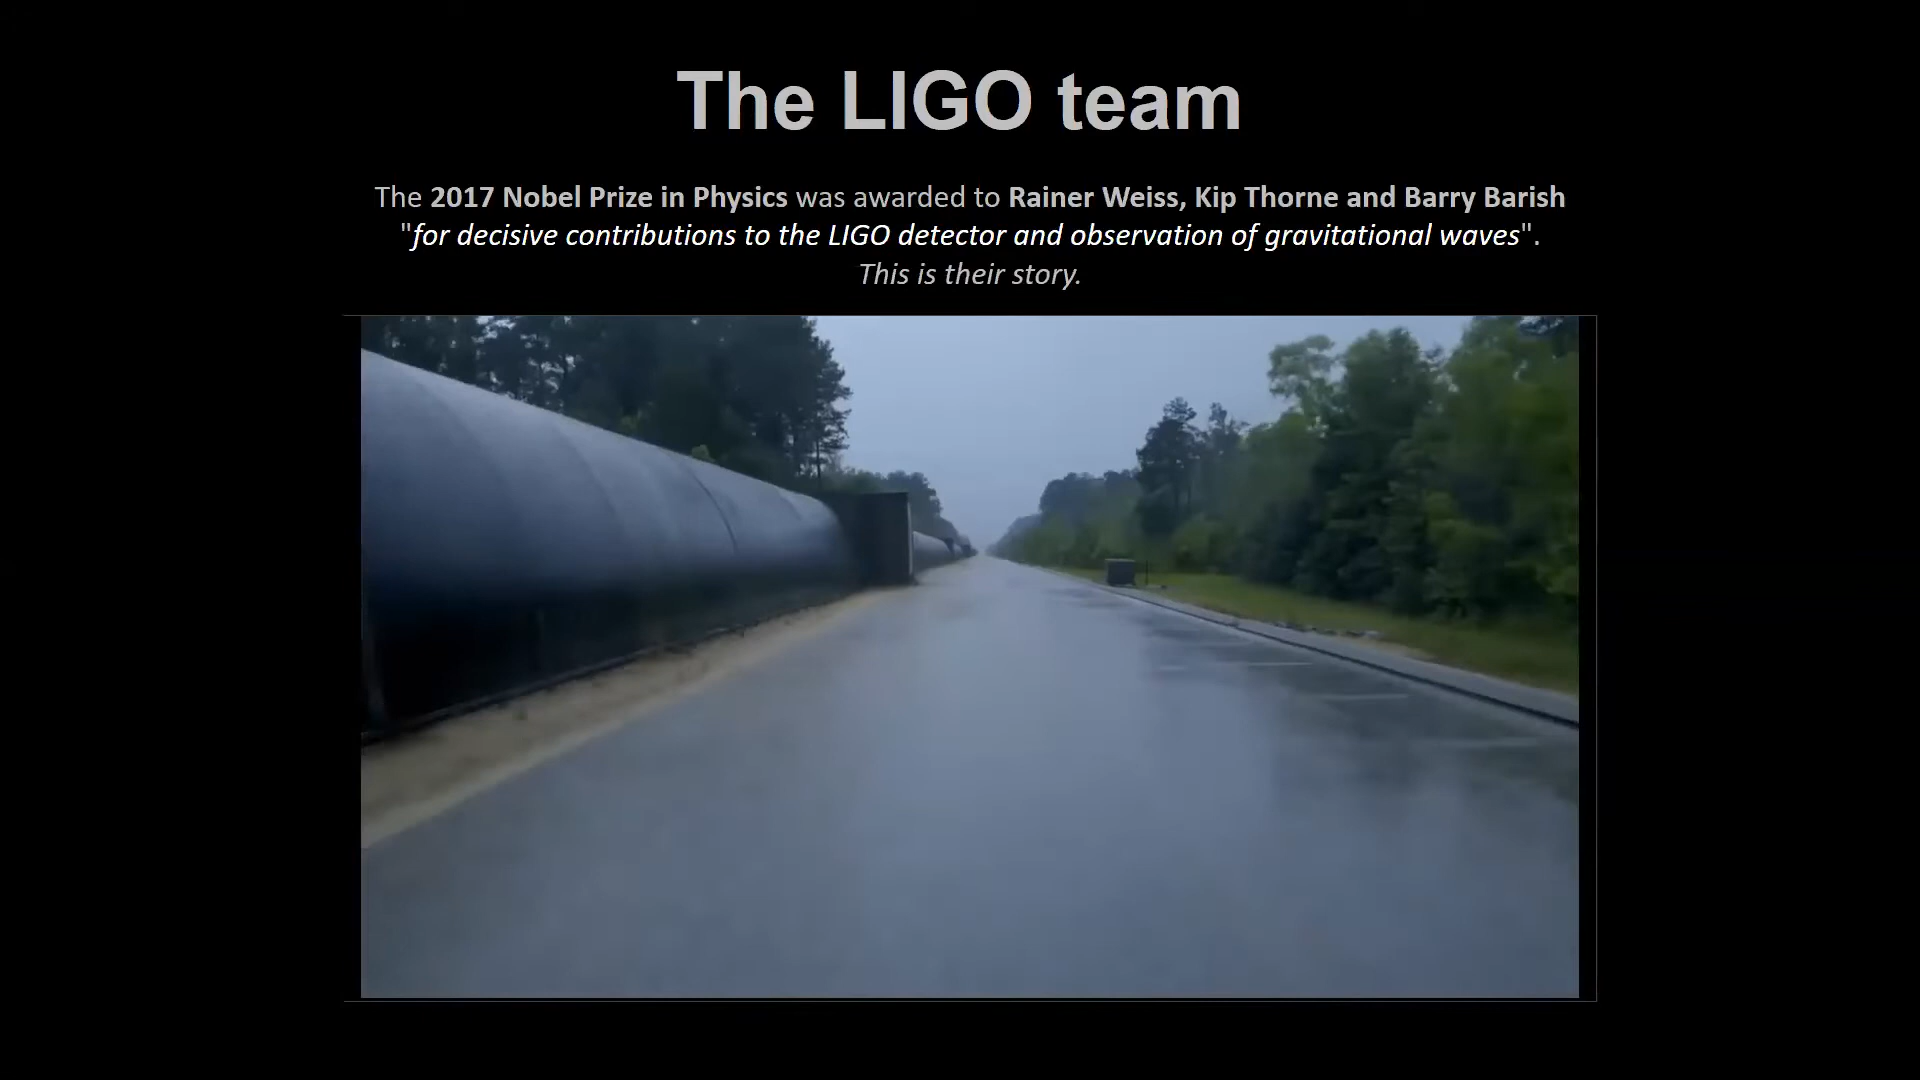 The LIGO team
The 2017 Nobel Prize in Physics was awarded to Rainer Weiss, Kip Thorne and Barry Barish
"for decisive contributions to the LIGO detector and observation of gravitational waves".
This is their story.